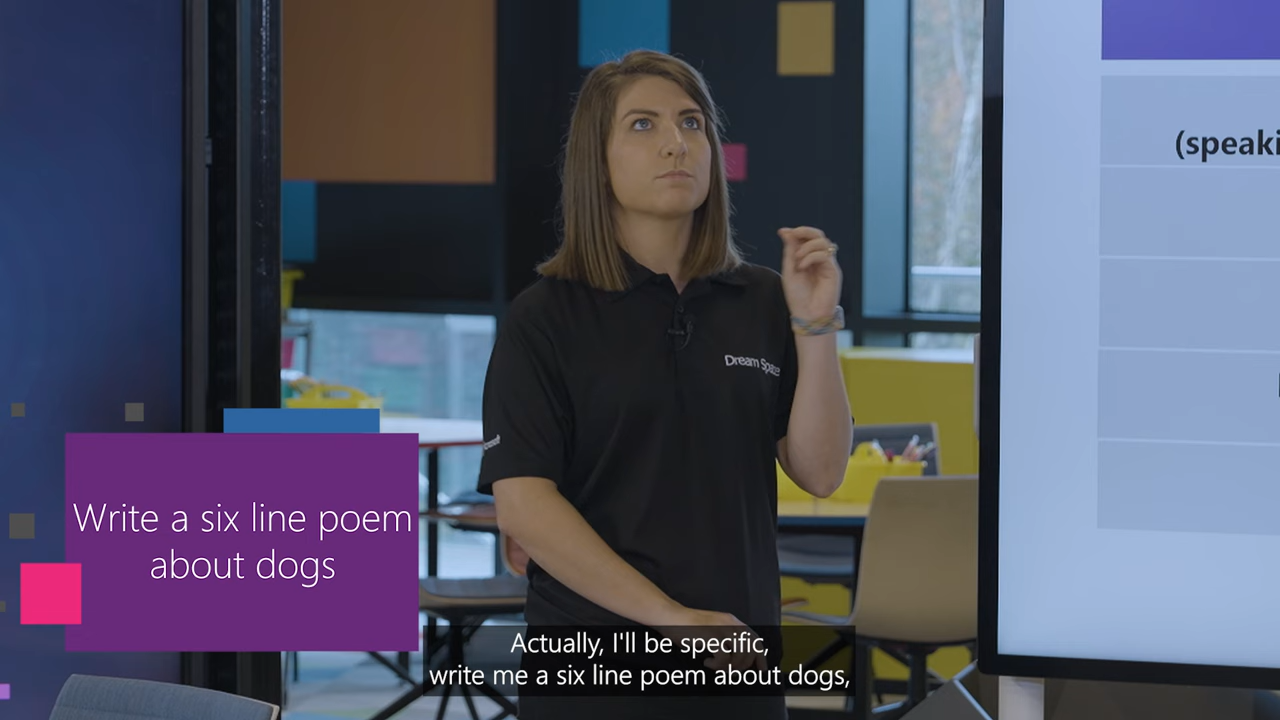 (speaki
Dream Space
Write a six line poem
about dogs
Actually, I'll be specific,
write me a six line poem about dogs,